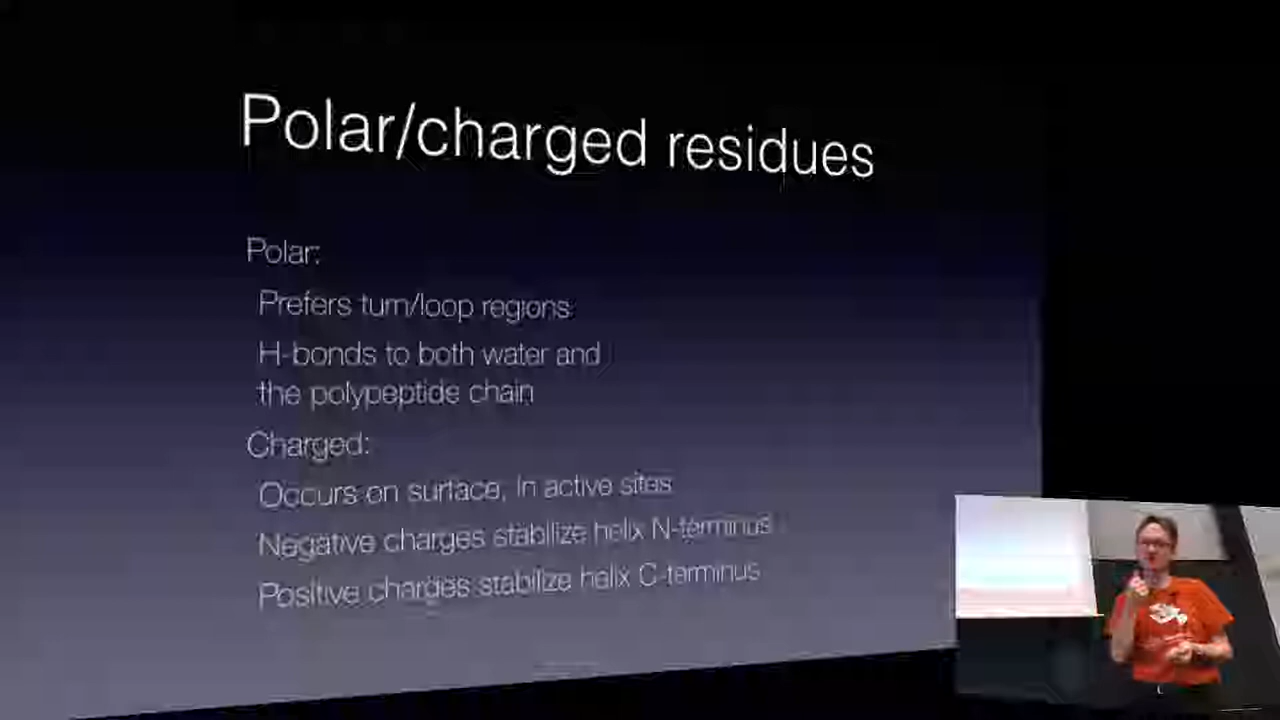 Polar/charged residues
Polar:
Prefers turn/loop regions
H-bonds to both water and
the polypeptide chain
Charged:
Occurs on surface, in active sites
Negative charges stabilize helix N-terminus
Positive charges stabilize helix C-terminus